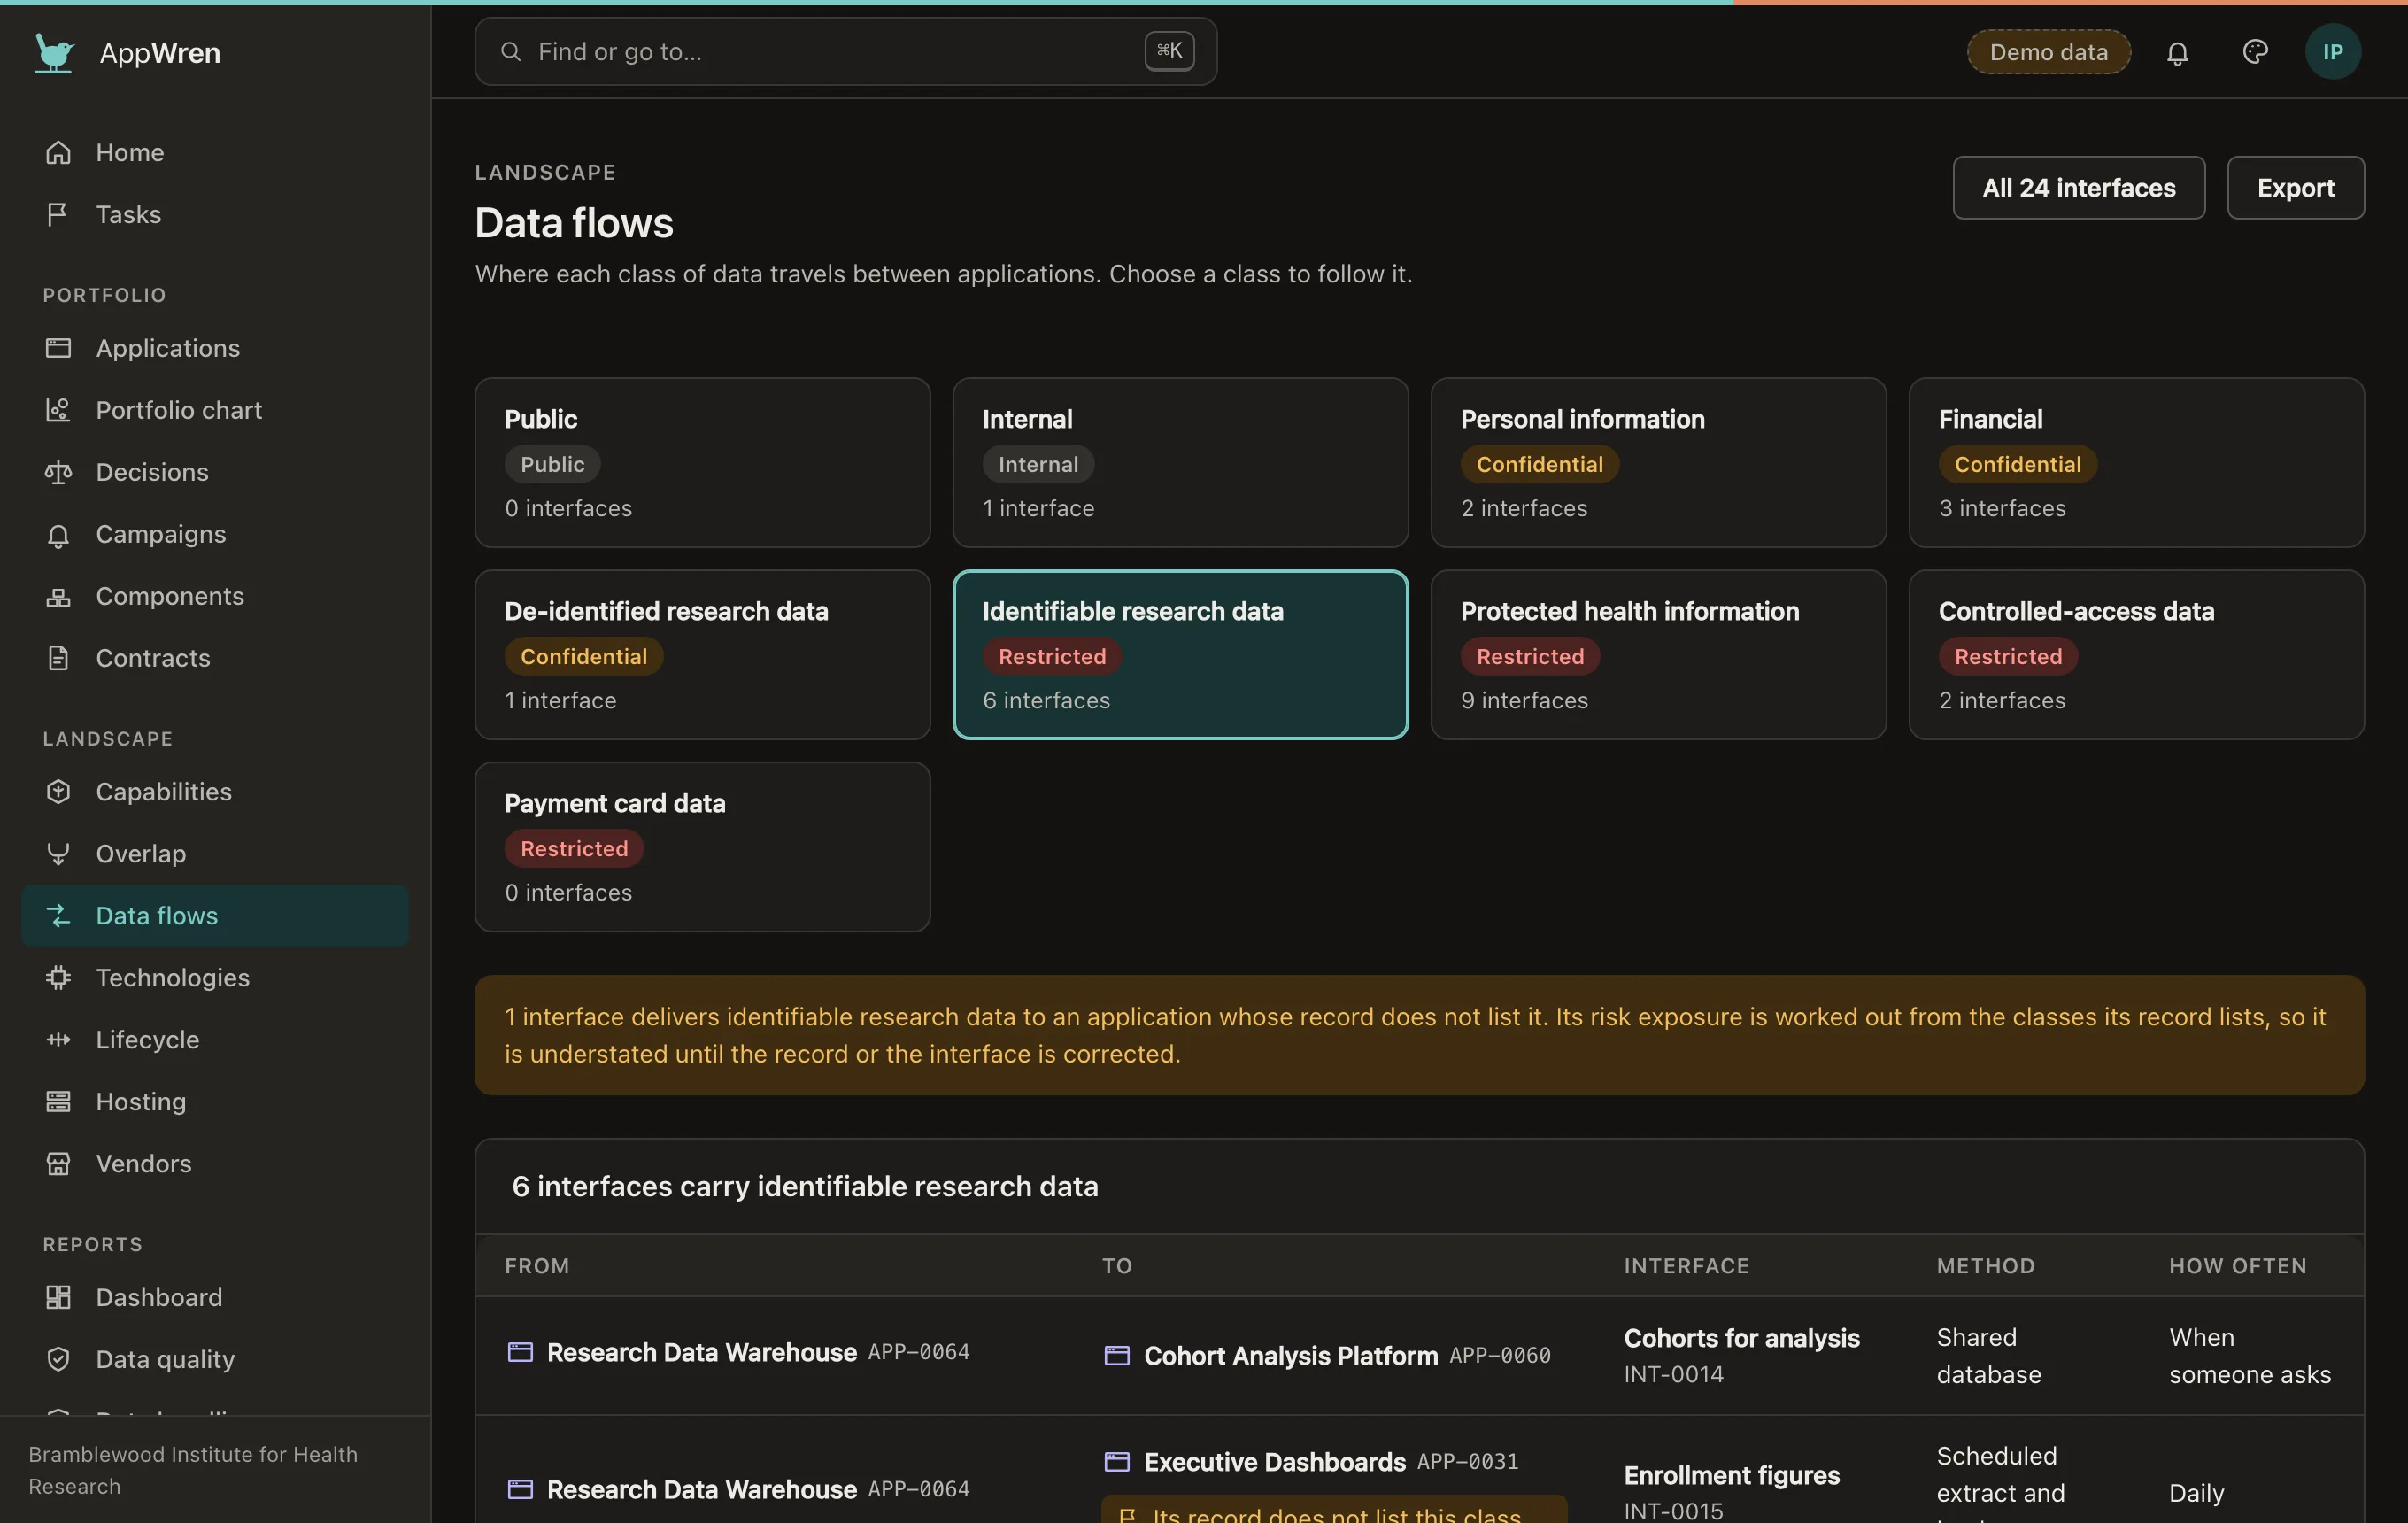 AppWren
Find or go to...
⌘K
Demo data
IP
Home
Tasks
PORTFOLIO
Applications
Portfolio chart
Decisions
Campaigns
Components
Contracts
LANDSCAPE
Capabilities
Overlap
Data flows
Technologies
Lifecycle
Hosting
Vendors
REPORTS
Dashboard
Data quality
Bramblewood Institute for Health
Research
LANDSCAPE
Data flows
Where each class of data travels between applications. Choose a class to follow it.
All 24 interfaces
Export
Public
Public
0 interfaces
Internal
Internal
1 interface
Personal information
Confidential
2 interfaces
Financial
Confidential
3 interfaces
De-identified research data
Confidential
1 interface
Identifiable research data
Restricted
6 interfaces
Protected health information
Restricted
9 interfaces
Controlled-access data
Restricted
2 interfaces
Payment card data
Restricted
0 interfaces
1 interface delivers identifiable research data to an application whose record does not list it. Its risk exposure is worked out from the classes its record lists, so it
is understated until the record or the interface is corrected.
6 interfaces carry identifiable research data
FROM TO INTERFACE METHOD HOW OFTEN
Research Data Warehouse APP-0064
Cohort Analysis Platform APP-0060
Cohorts for analysis
INT-0014
Shared
database
When
someone asks
Research Data Warehouse APP-0064
Executive Dashboards APP-0031
Its record does not list this class
Enrollment figures
INT-0015
Scheduled
extract and
Daily